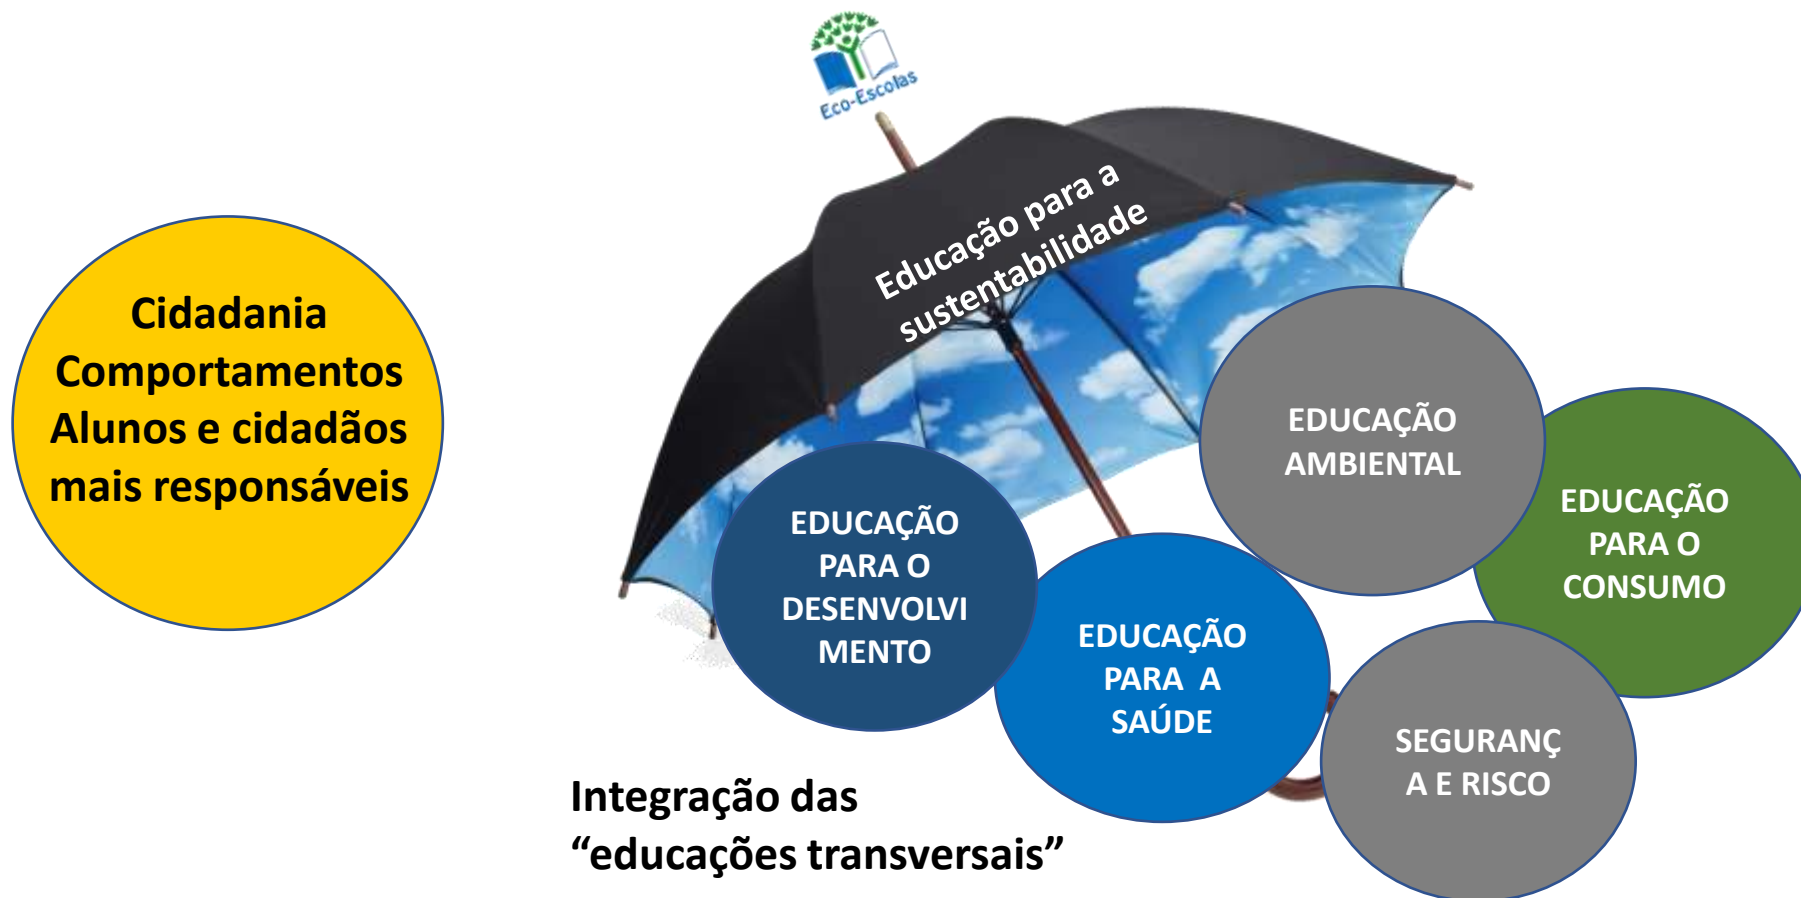 Eco-Escolas
Educação para a
sustentabilidade
Cidadania
Comportamentos
Alunos e cidadãos
mais responsáveis
EDUCAÇÃO
AMBIENTAL
EDUCAÇÃO
PARA O
CONSUMO
EDUCAÇÃO
PARA O
DESENVOLVI
MENTO
EDUCAÇÃO
PARA A
SAÚDE
SEGURANÇ
A E RISCO
Integração das
“educações transversais”